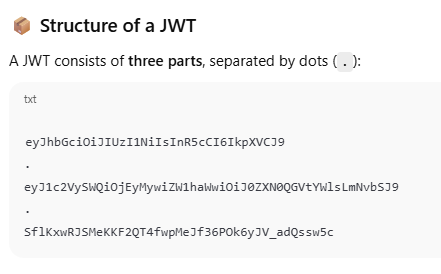 📦 Structure of a JWT
A JWT consists of three parts, separated by dots (.):
txt
eyJhbGciOiJIUzI1NiIsInR5cCI6IkpXVCJ9
.
eyJ1c2VySWQiOjEyMywiZW1haWwiOiJ0ZXN0QGVtYWlsLmNvbSJ9
.
SflKxwRJSMeKKF2QT4fwpMeJf36POk6yJV_adQssw5c